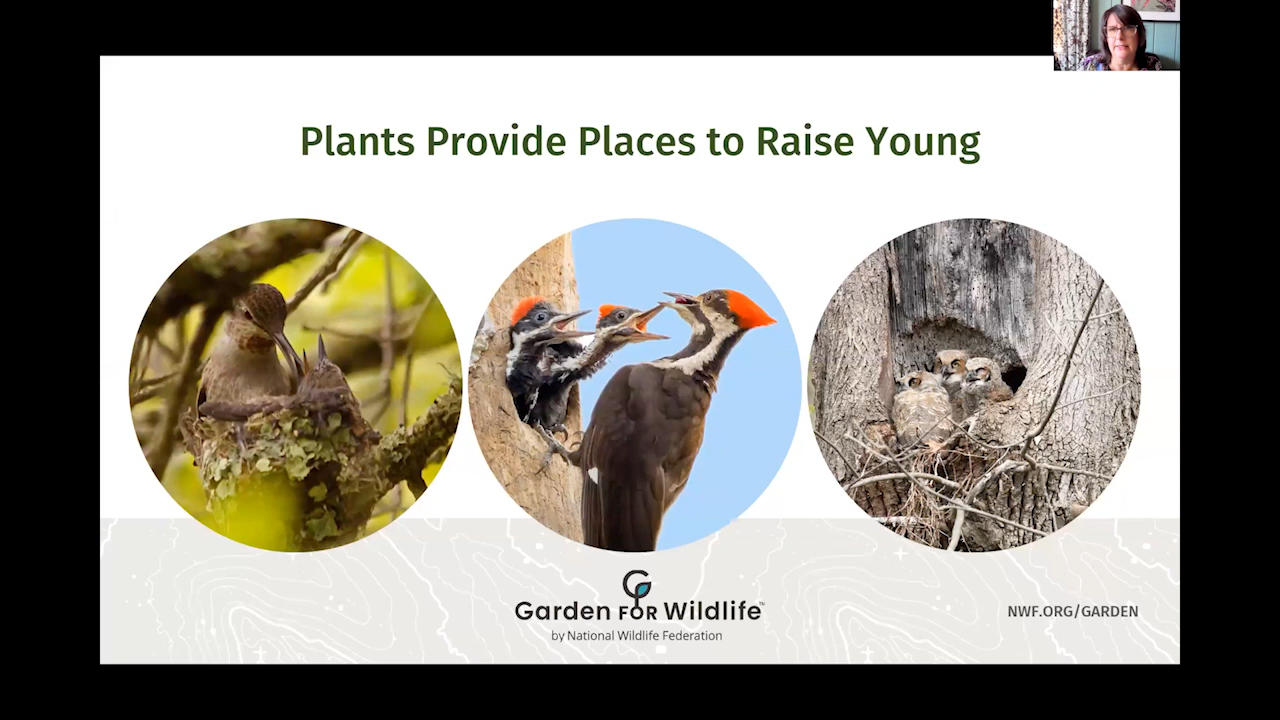 Plants Provide Places to Raise Young
Garden FOR Wildlife™
by National Wildlife Federation
NWF.ORG/GARDEN